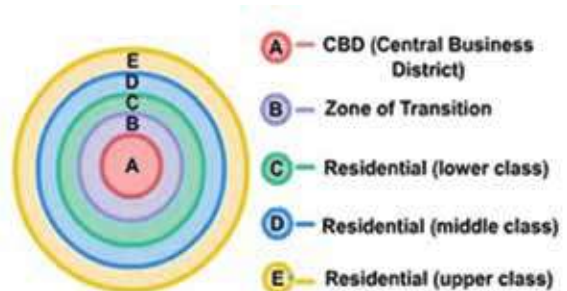 E
D
C
B
A
A CBD (Central Business
District)
B Zone of Transition
C Residential (lower class)
D Residential (middle class)
E Residential (upper class)